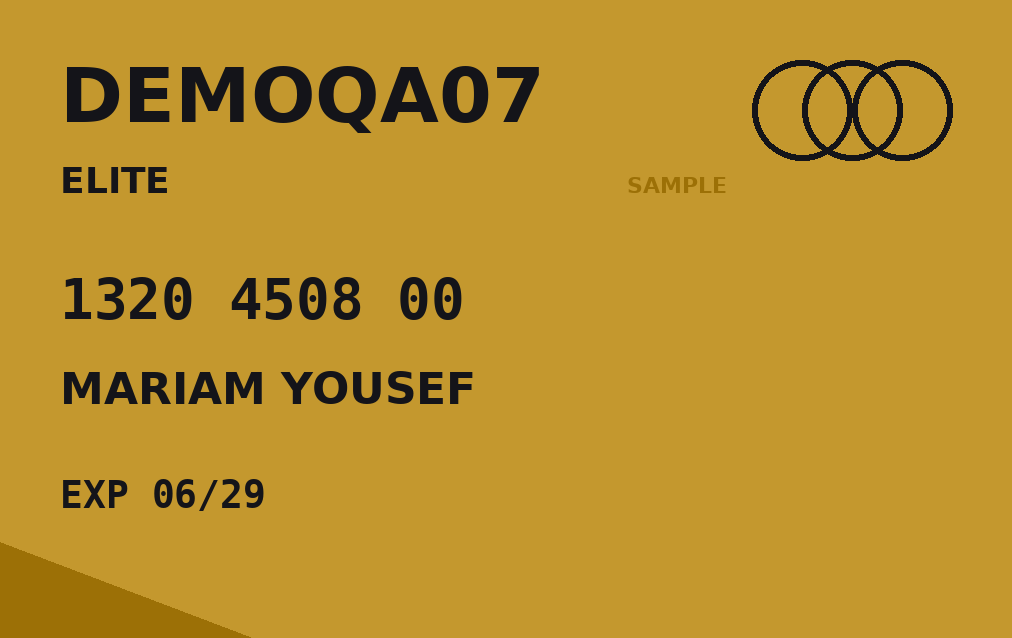 DEMOQA07
ELITE
SAMPLE
1320 4508 00
MARIAM YOUSEF
EXP 06/29